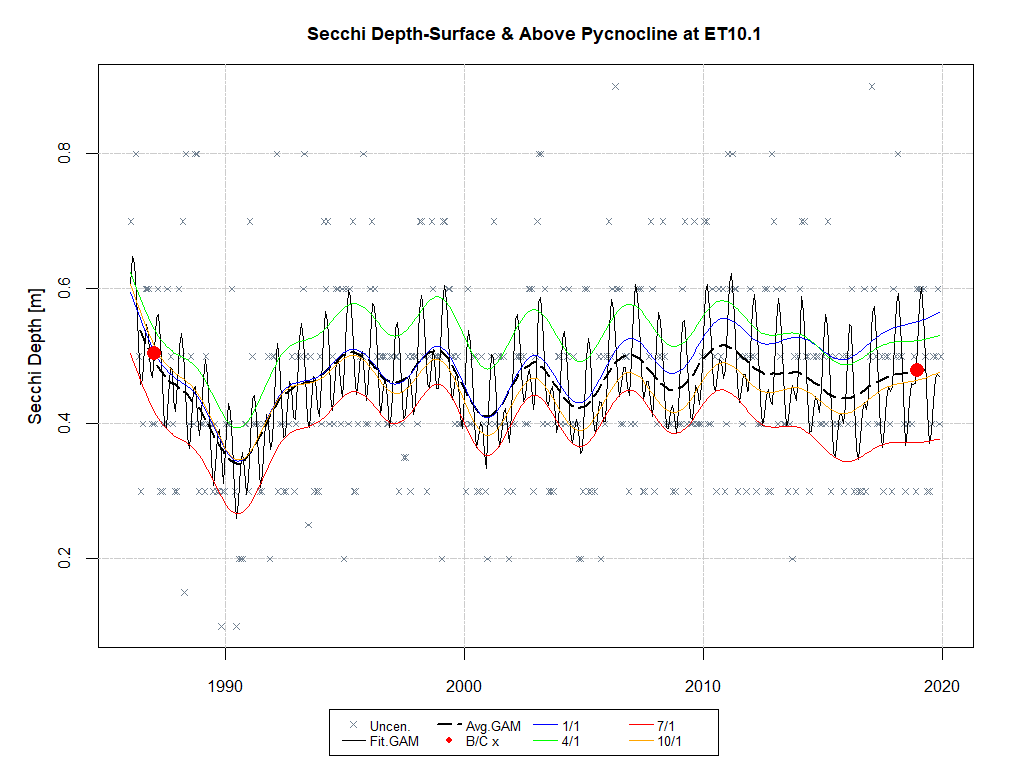 Secchi Depth-Surface & Above Pycnocline at ET10.1
Secchi Depth [m]
0.8
0.6
0.4
0.2
1990 2000 2010 2020
Uncen. Avg.GAM 1/1 7/1
Fit.GAM B/C x 4/1 10/1